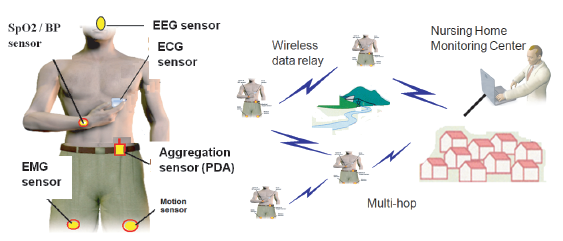 SpO2 / BP
sensor
EEG sensor
ECG
sensor
Aggregation
sensor (PDA)
EMG
sensor
Motion
sensor
Wireless
data relay
Nursing Home
Monitoring Center
Multi-hop